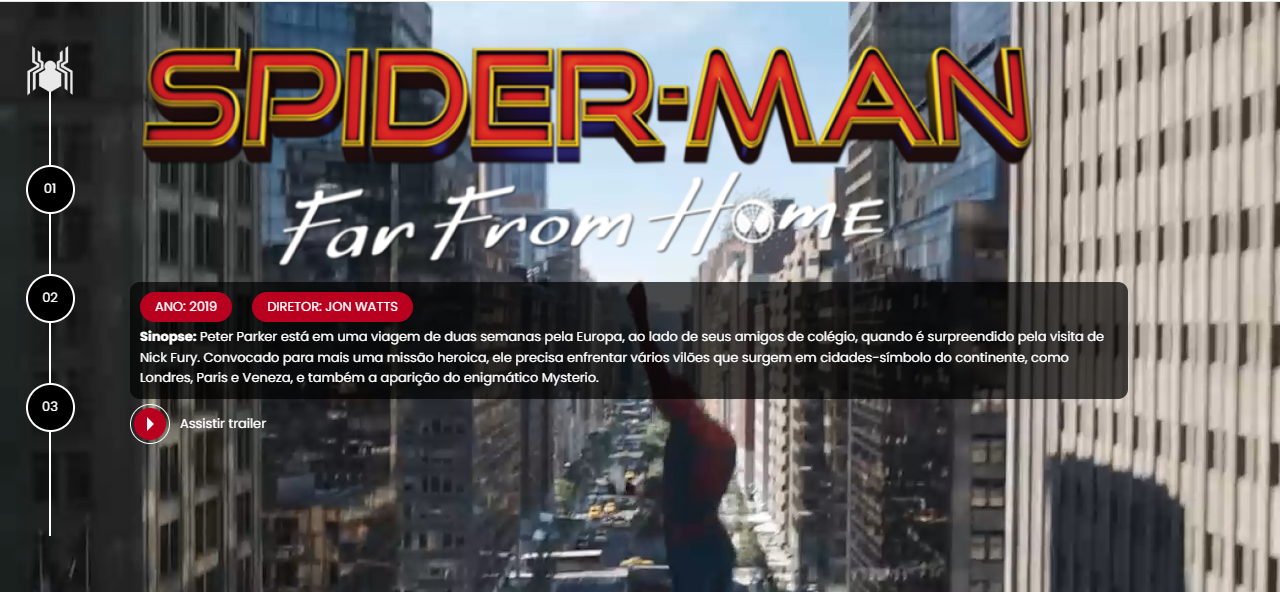 SPIDER-MAN
Far From Home
01
ANO: 2019 DIRETOR: JON WATTS
02
Sinopse: Peter Parker está em uma viagem de duas semanas pela Europa, ao lado de seus amigos de colégio, quando é surpreendido pela visita de
Nick Fury. Convocado para mais uma missão heroica, ele precisa enfrentar vários vilões que surgem em cidades-símbolo do continente, como
Londres, Paris e Veneza, e também a aparição do enigmático Mysterio.
03
Assistir trailer